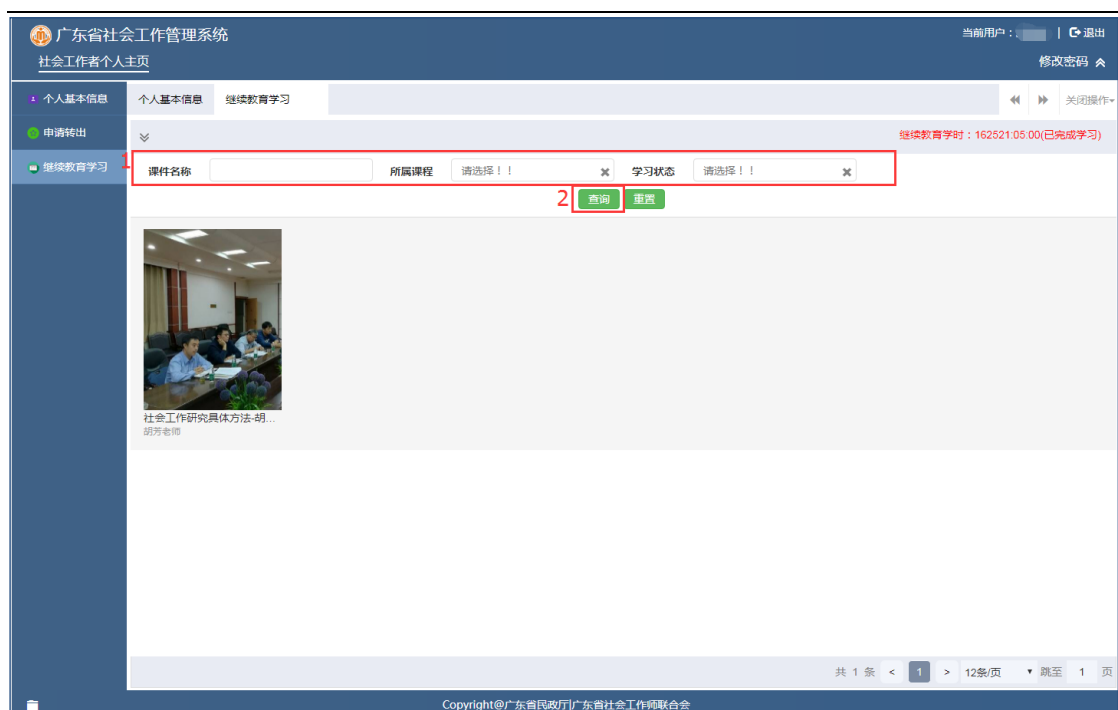 广东省社会工作管理系统
当前用户： | 退出
社会工作者个人主页
修改密码
个人基本信息
申请转出
继续教育学习
个人基本信息 继续教育学习
关闭操作
继续教育学时：162521:05:00(已完成学习)
1
课件名称 所属课程 请选择！！ 学习状态 请选择！！
2 查询 重置
社会工作研究具体方法-胡...
胡芳老师
共 1 条 < 1 > 12条/页 跳至 1 页
Copyright@广东省民政厅|广东省社会工作师联合会